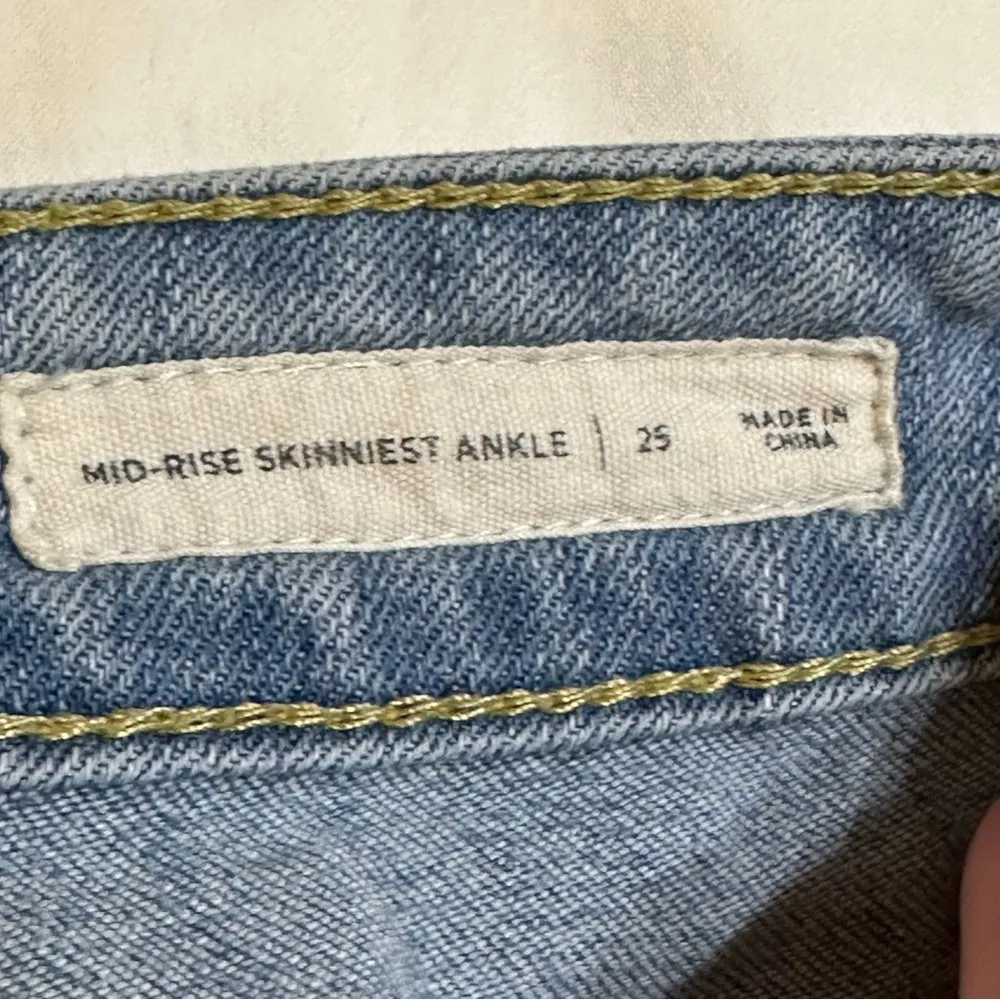 MID-RISE SKINNIEST ANKLE | 25
MADE IN
CHINA